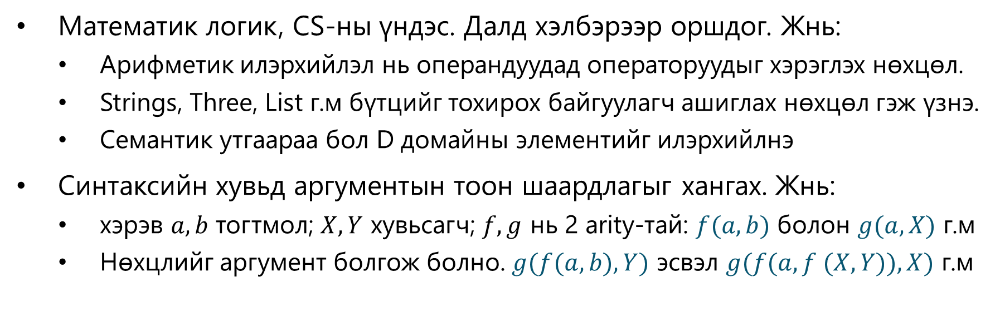 • Математик логик, CS-ны үндэс. Далд хэлбэрээр оршдог. Жнь:
• Арифметик илэрхийлэл нь операндуудад операторуудыг хэрэглэх нөхцөл.
• Strings, Three, List г.м бүтцийг тохирох байгуулагч ашиглах нөхцөл гэж үзнэ.
• Семантик утгаараа бол D домайны элементийг илэрхийлнэ
• Синтаксийн хувьд аргументын тоон шаардлагыг хангах. Жнь:
• хэрэв a, b тогтмол; X, Y хувьсагч; f, g нь 2 arity-тай: f(a, b) болон g(a, X) г.м
• Нөхцлийг аргумент болгож болно. g(f(a, b), Y) эсвэл g(f(a, f (X, Y)), X) г.м